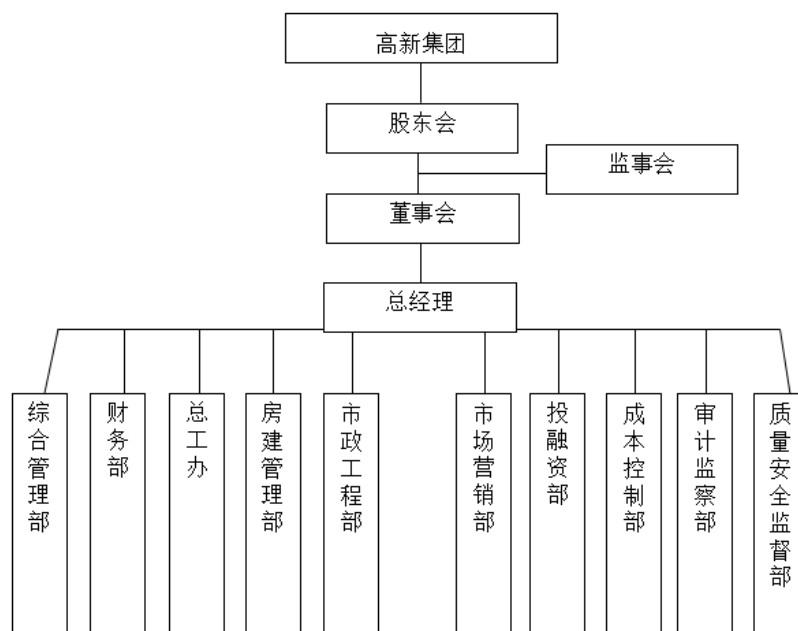 高新集团
股东会
监事会
董事会
总经理
综合管理部
财务部
总工办
房建管理部
市政工程部
市场营销部
投融资部
成本控制部
审计监察部
质量安全监督部